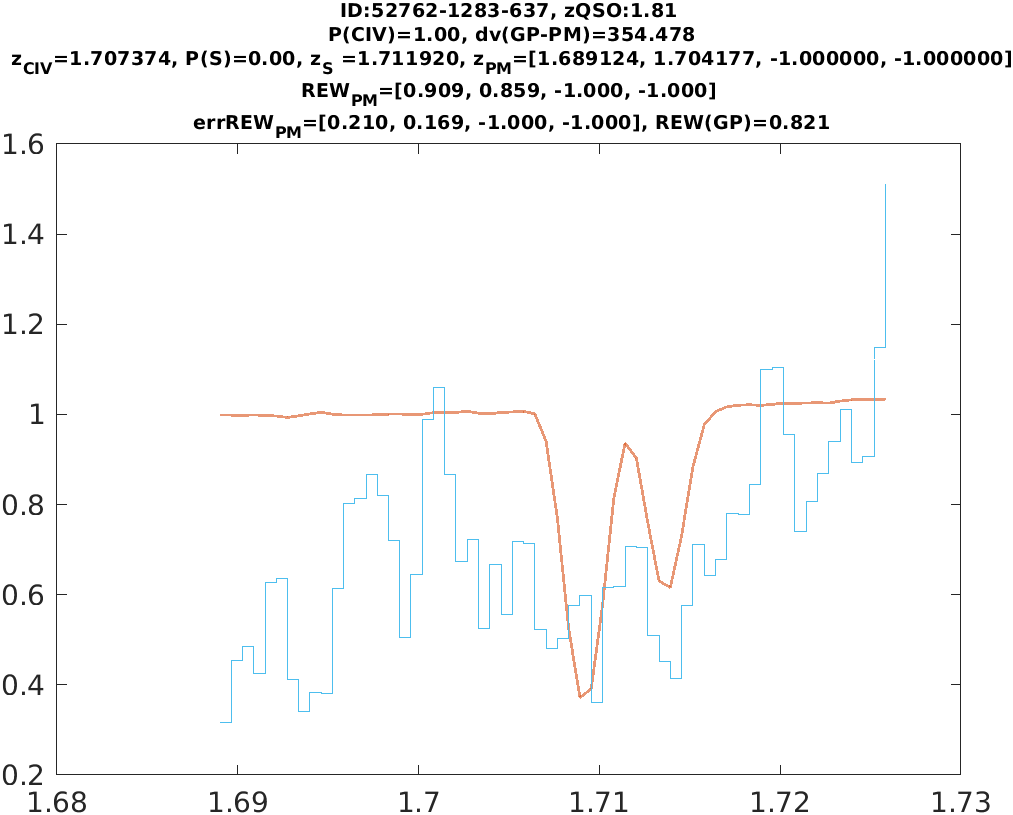 ID:52762-1283-637, zQSO:1.81
P(CIV)=1.00, dv(GP-PM)=354.478
zCIV=1.707374, P(S)=0.00, zS =1.711920, zPM=[1.689124, 1.704177, -1.000000, -1.000000]
REWPM=[0.909, 0.859, -1.000, -1.000]
errREWPM=[0.210, 0.169, -1.000, -1.000], REW(GP)=0.821
1.6
1.4
1.2
1
0.8
0.6
0.4
0.2
1.68 1.69 1.7 1.71 1.72 1.73